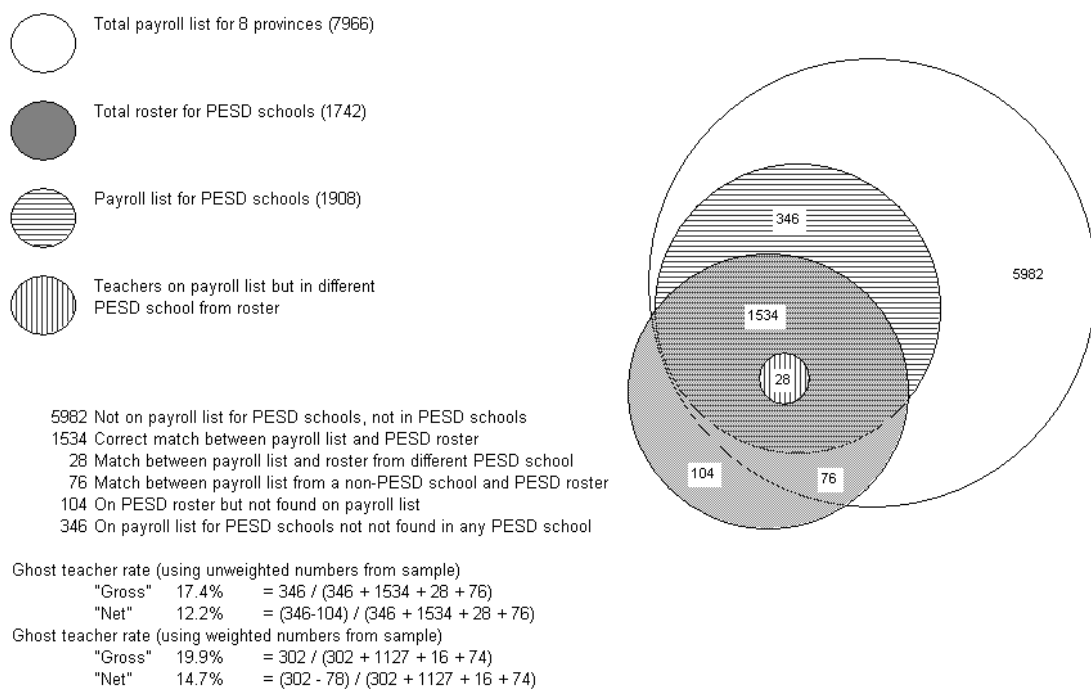 Total payroll list for 8 provinces (7966)
Total roster for PESD schools (1742)
Payroll list for PESD schools (1908)
Teachers on payroll list but in different
PESD school from roster
346
5982
1534
28
104
76
5982 Not on payroll list for PESD schools, not in PESD schools
1534 Correct match between payroll list and PESD roster
28 Match between payroll list and roster from different PESD school
76 Match between payroll list from a non-PESD school and PESD roster
104 On PESD roster but not found on payroll list
346 On payroll list for PESD schools not not found in any PESD school
Ghost teacher rate (using unweighted numbers from sample)
"Gross" 17.4% = 346 / (346 + 1534 + 28 + 76)
"Net" 12.2% = (346-104) / (346 + 1534 + 28 + 76)
Ghost teacher rate (using weighted numbers from sample)
"Gross" 19.9% = 302 / (302 + 1127 + 16 + 74)
"Net" 14.7% = (302 - 78) / (302 + 1127 + 16 + 74)